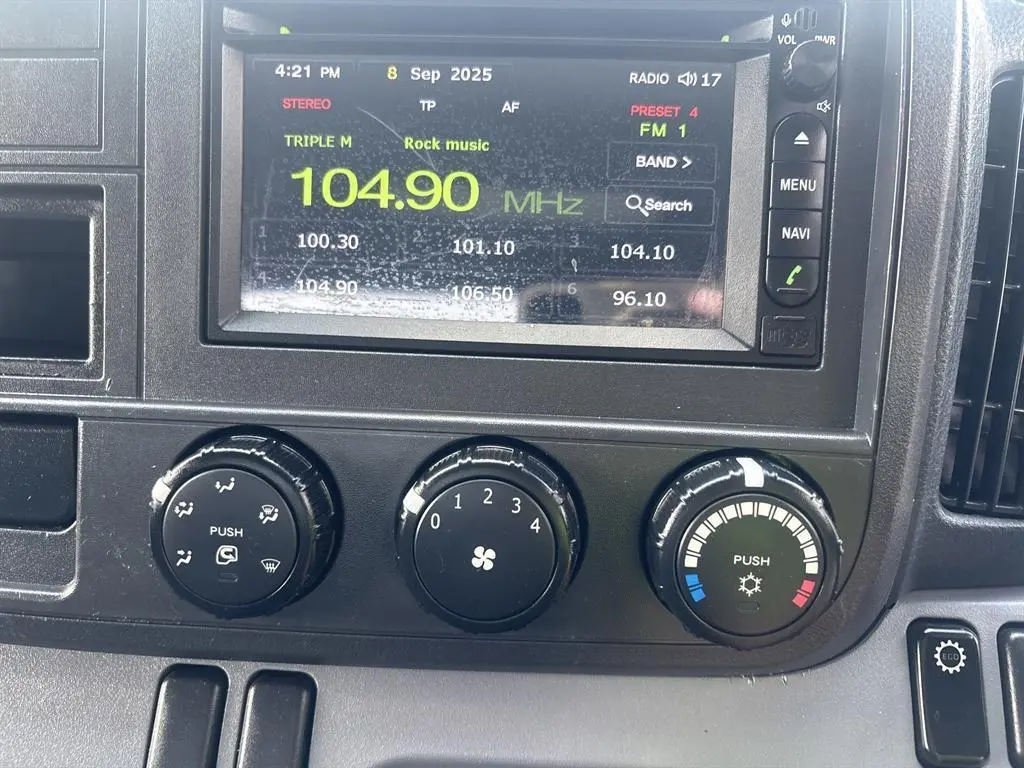 VOL PWR
4:21 PM 8 Sep 2025 RADIO 17
STEREO TP AF PRESET 4
FM 1
TRIPLE M Rock music
BAND >
104.90 MHz
Search
1 100.30 2 101.10 3 104.10
4 104.90 106.50 6 96.10
MENU
NAVI
PUSH
0 1 2 3 4
PUSH
ECO